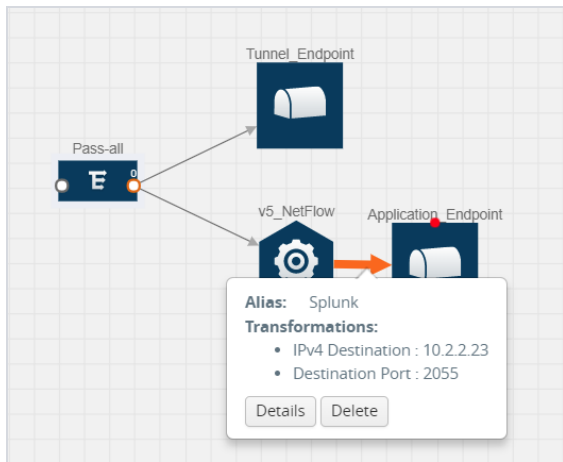 Tunnel_Endpoint
Pass-all
0
v5_NetFlow
Application_Endpoint
Alias: Splunk
Transformations:
• IPv4 Destination : 10.2.2.23
• Destination Port : 2055
Details Delete